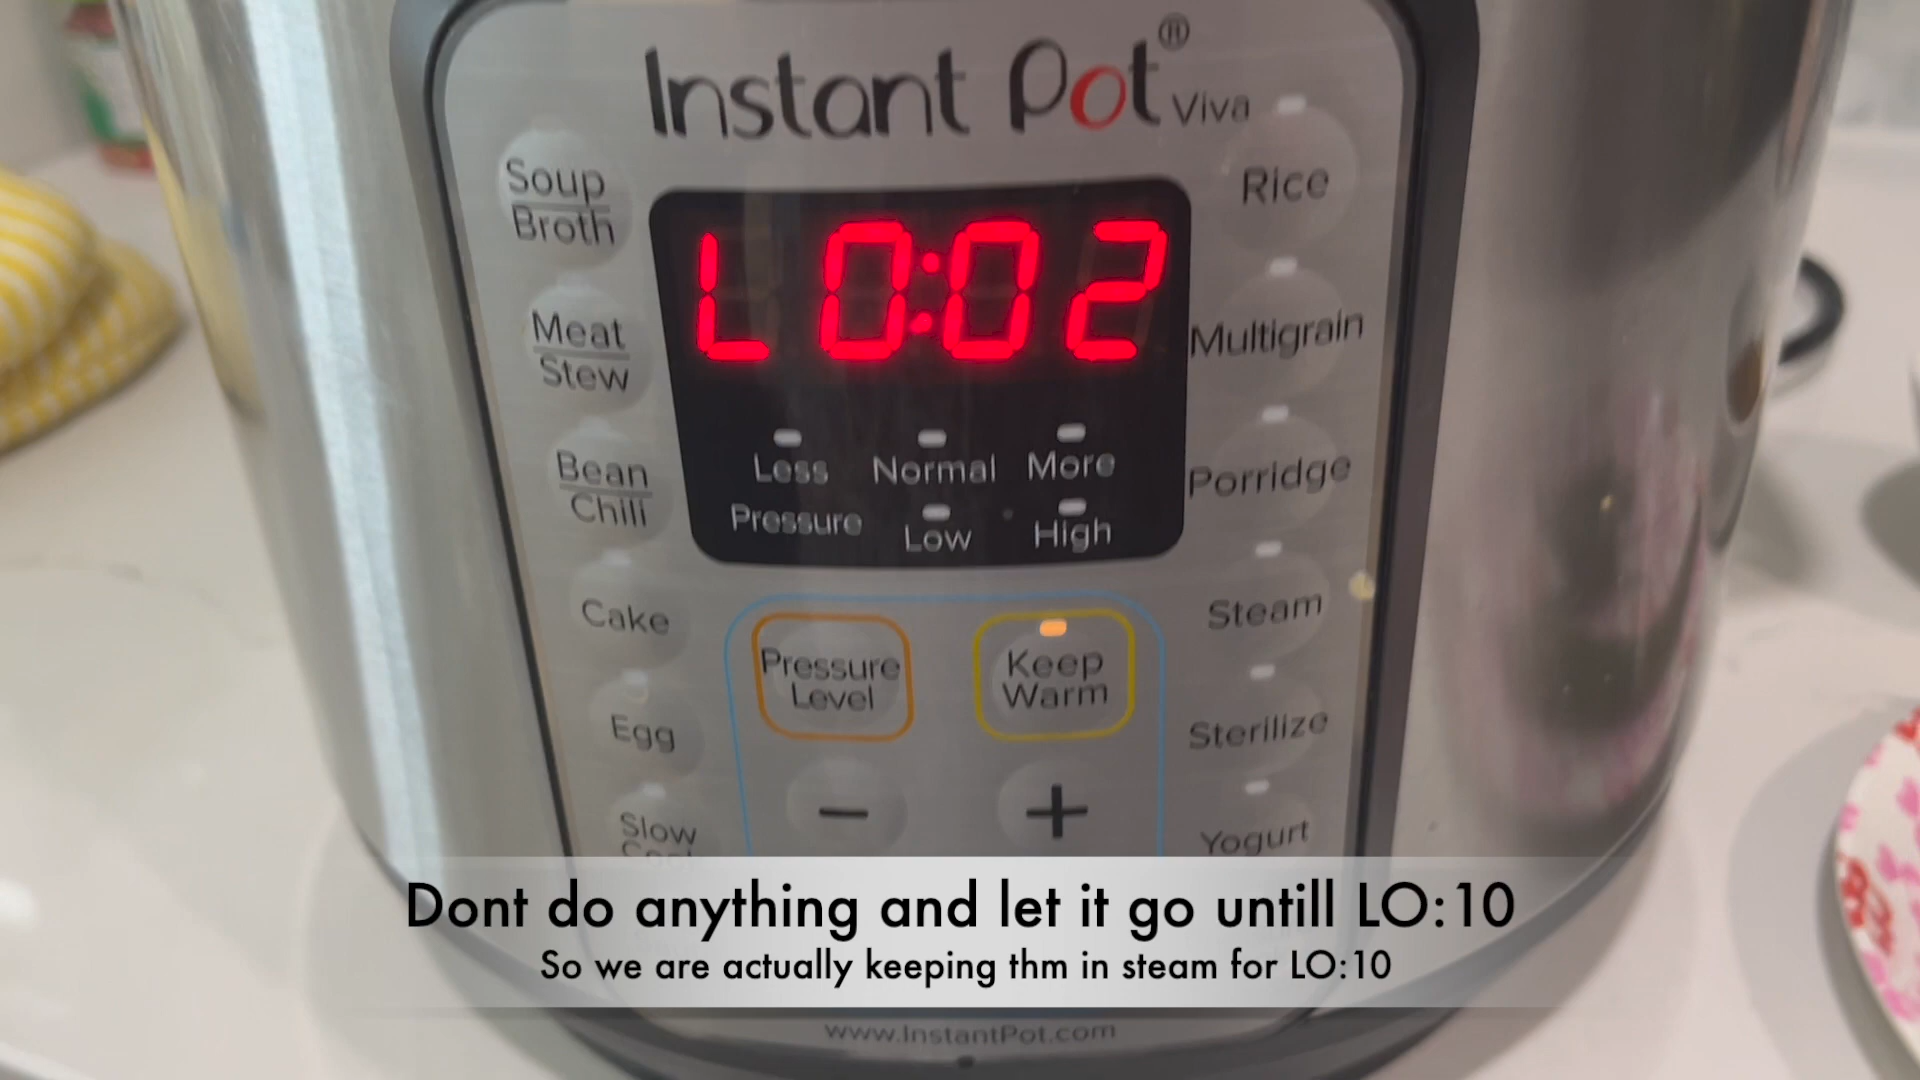 Instant Pot® Viva
Soup
Broth
Meat
Stew
Bean
Chili
Cake
Egg
Slow
L0:02
Less Normal More
Pressure Low High
Pressure
Level
Keep
Warm
− +
Rice
Multigrain
Porridge
Steam
Sterilize
Yogurt
Dont do anything and let it go untill LO:10
So we are actually keeping thm in steam for LO:10
www.InstantPot.com